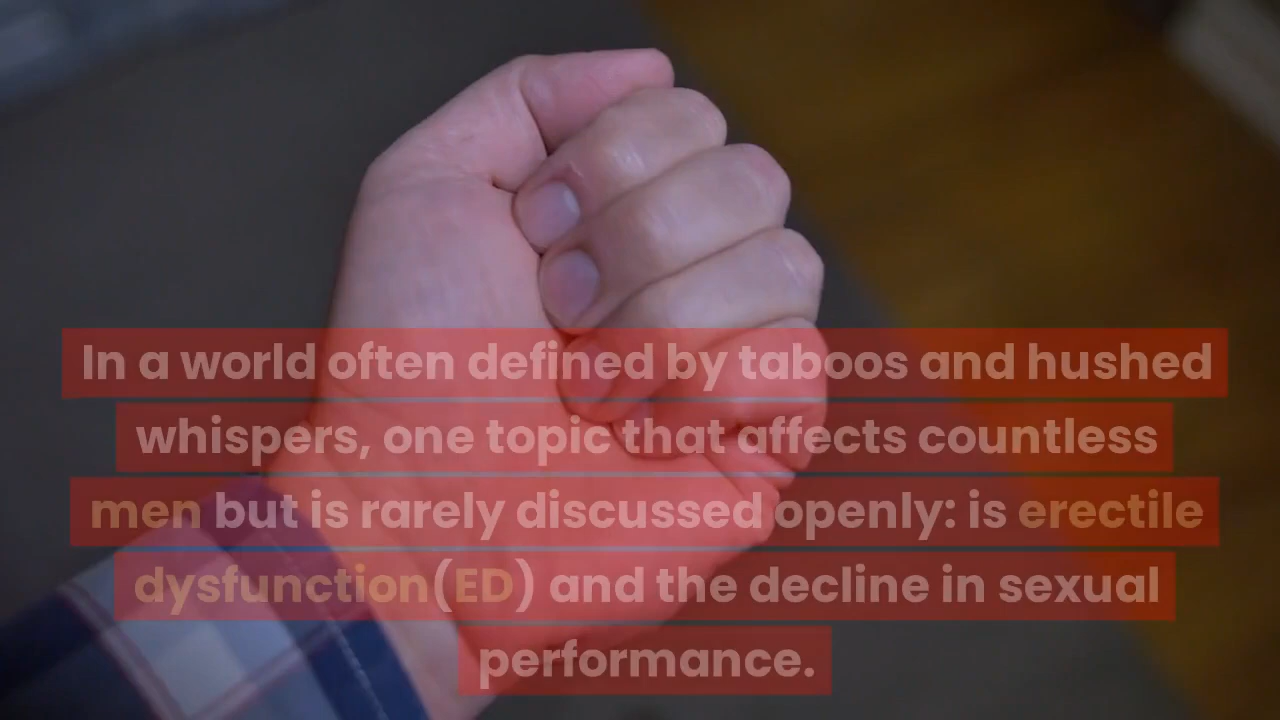 In a world often defined by taboos and hushed
whispers, one topic that affects countless
men but is rarely discussed openly: is erectile
dysfunction(ED) and the decline in sexual
performance.